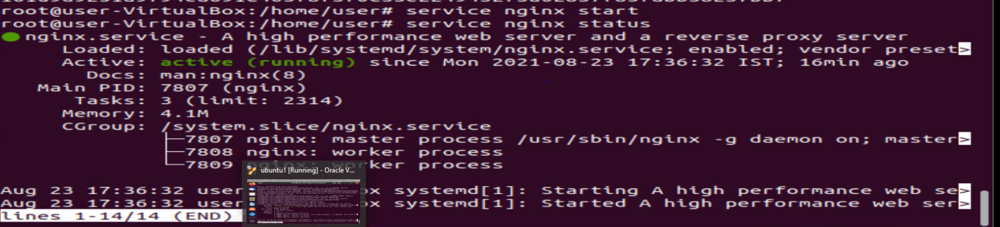 root@user-VirtualBox:/home/user# service nginx start
root@user-VirtualBox:/home/user# service nginx status
nginx.service - A high performance web server and a reverse proxy server
Loaded: loaded (/lib/systemd/system/nginx.service; enabled; vendor preset>
Active: active (running) since Mon 2021-08-23 17:36:32 IST; 16min ago
Docs: man:nginx(8)
Main PID: 7807 (nginx)
Tasks: 3 (limit: 2314)
Memory: 4.1M
CGroup: /system.slice/nginx.service
├─7807 nginx: master process /usr/sbin/nginx -g daemon on; master>
├─7808 nginx: worker process
└─7809 nginx: worker process
ubuntu1 [Running] - Oracle V...
Aug 23 17:36:32 user ox systemd[1]: Starting A high performance web se>
Aug 23 17:36:32 user ox systemd[1]: Started A high performance web ser>
lines 1-14/14 (END)